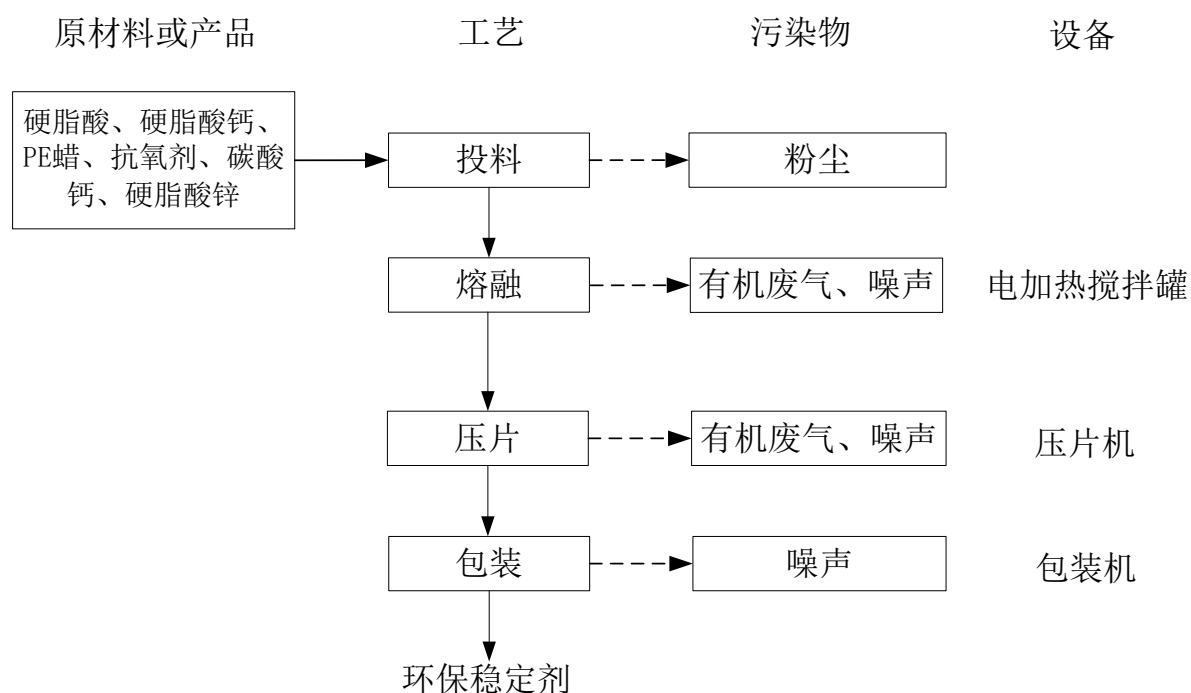 原材料或产品
工艺
污染物
设备
硬脂酸、硬脂酸钙、
PE蜡、抗氧剂、碳酸
钙、硬脂酸锌
投料
粉尘
熔融
有机废气、噪声
电加热搅拌罐
压片
有机废气、噪声
压片机
包装
噪声
包装机
环保稳定剂